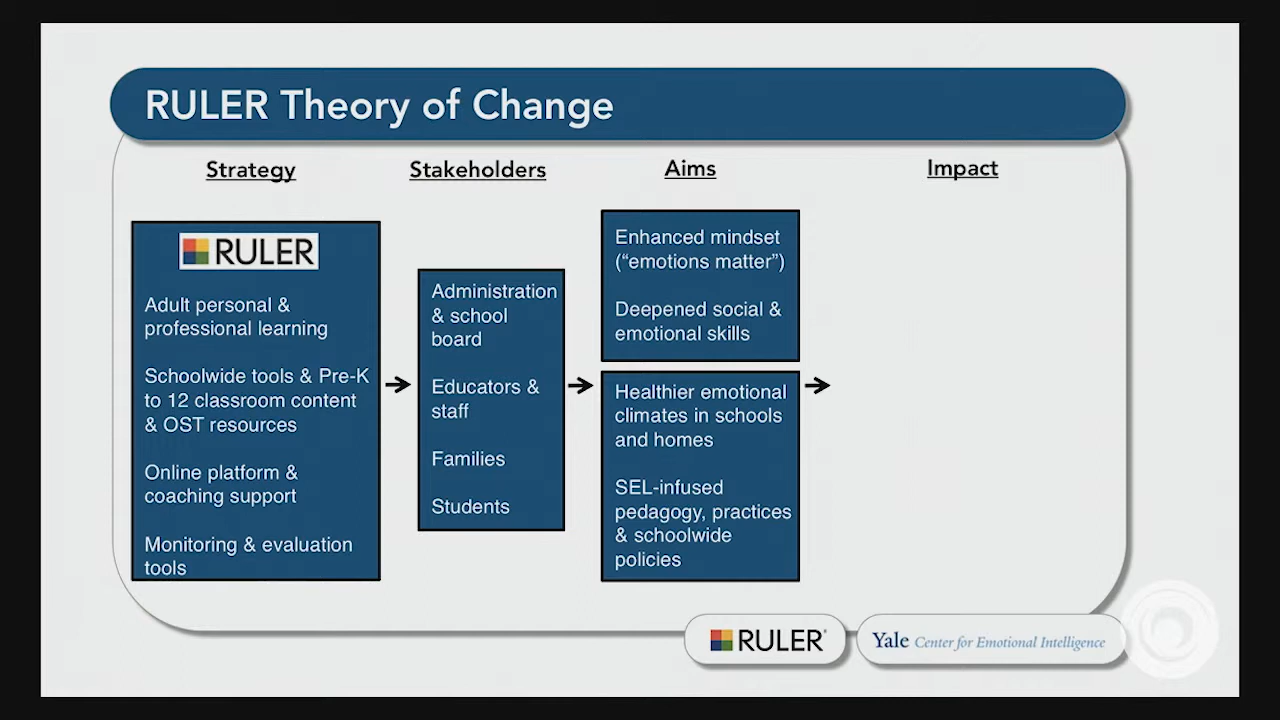 RULER Theory of Change
Strategy
Stakeholders
Aims
Impact
RULER
Adult personal &
professional learning
Schoolwide tools & Pre-K
to 12 classroom content
& OST resources
Online platform &
coaching support
Monitoring & evaluation
tools
Administration
& school
board
Educators &
staff
Families
Students
Enhanced mindset
(“emotions matter”)
Deepened social &
emotional skills
Healthier emotional
climates in schools
and homes
SEL-infused
pedagogy, practices
& schoolwide
policies
RULER®
Yale Center for Emotional Intelligence